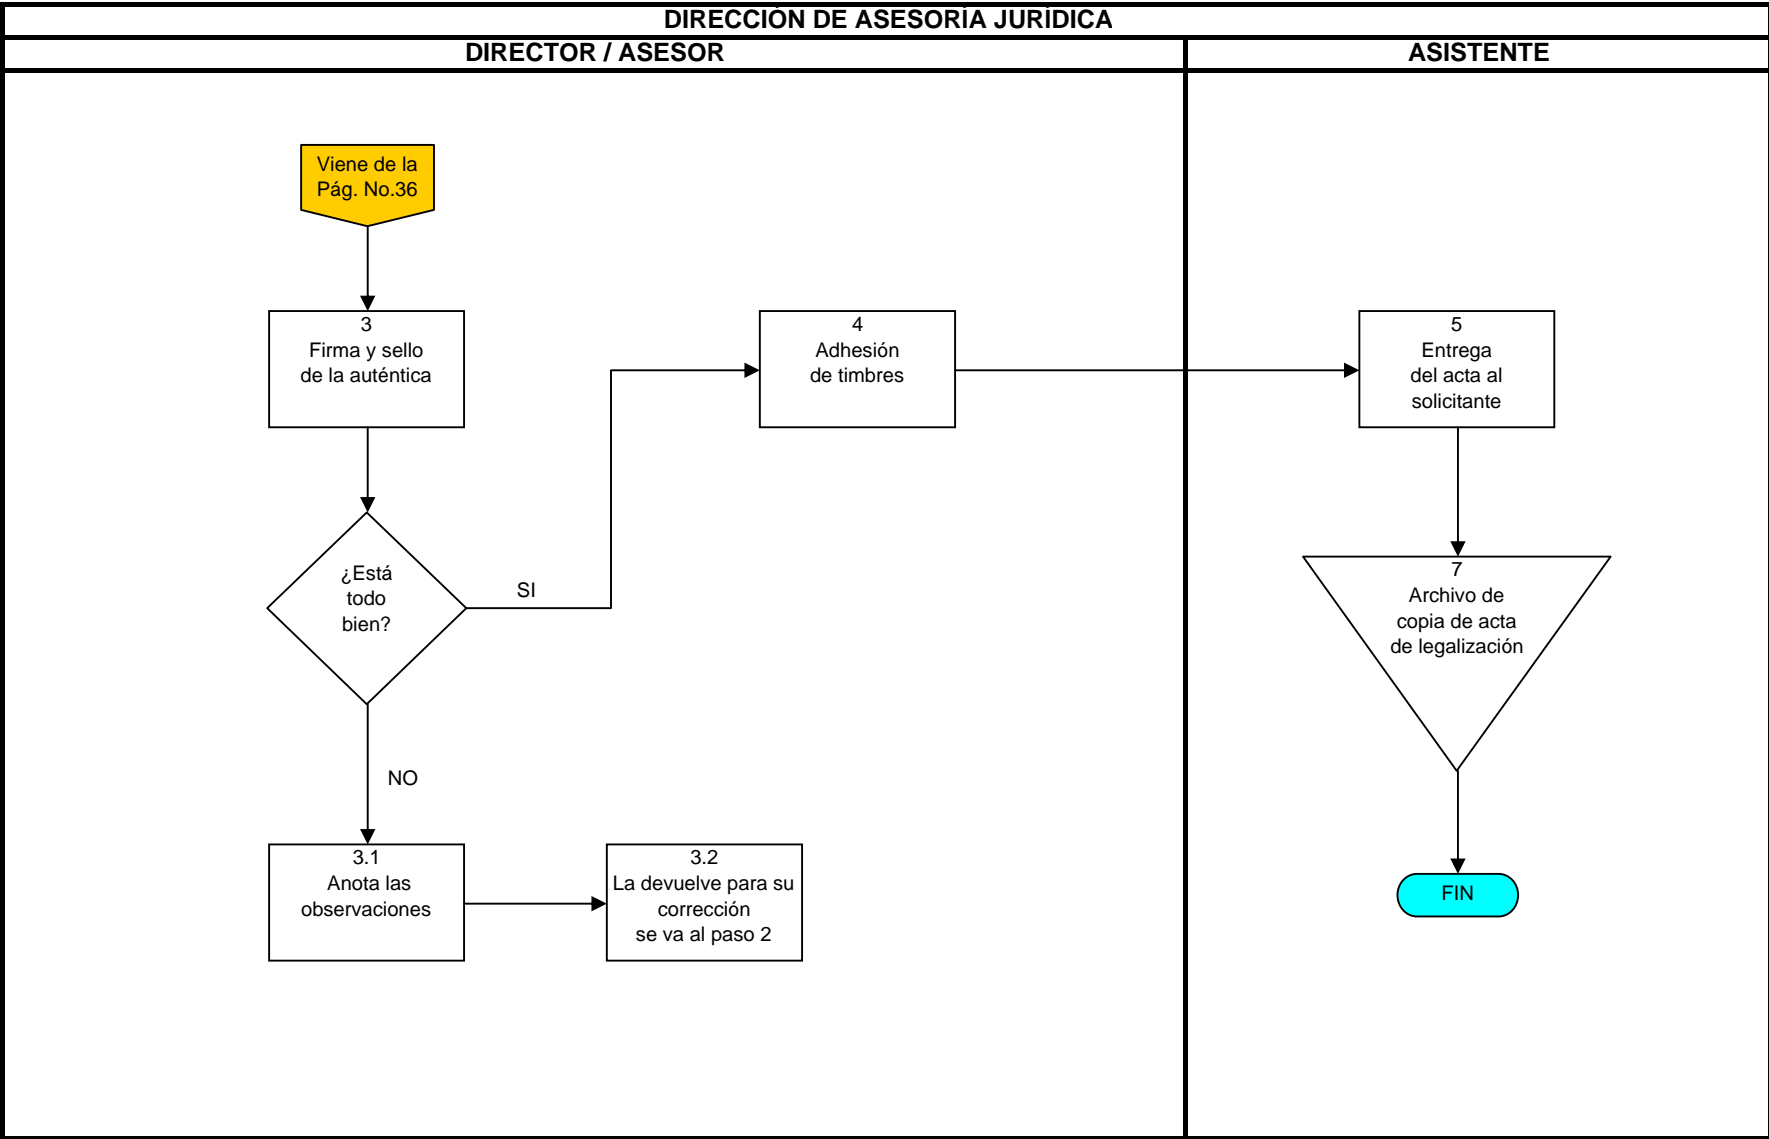 DIRECCIÓN DE ASESORÍA JURÍDICA
DIRECTOR / ASESOR
ASISTENTE
Viene de la
Pág. No.36
3
Firma y sello
de la auténtica
4
Adhesión
de timbres
5
Entrega
del acta al
solicitante
¿Está
todo
bien?
SI
NO
7
Archivo de
copia de acta
de legalización
3.1
Anota las
observaciones
3.2
La devuelve para su
corrección
se va al paso 2
FIN